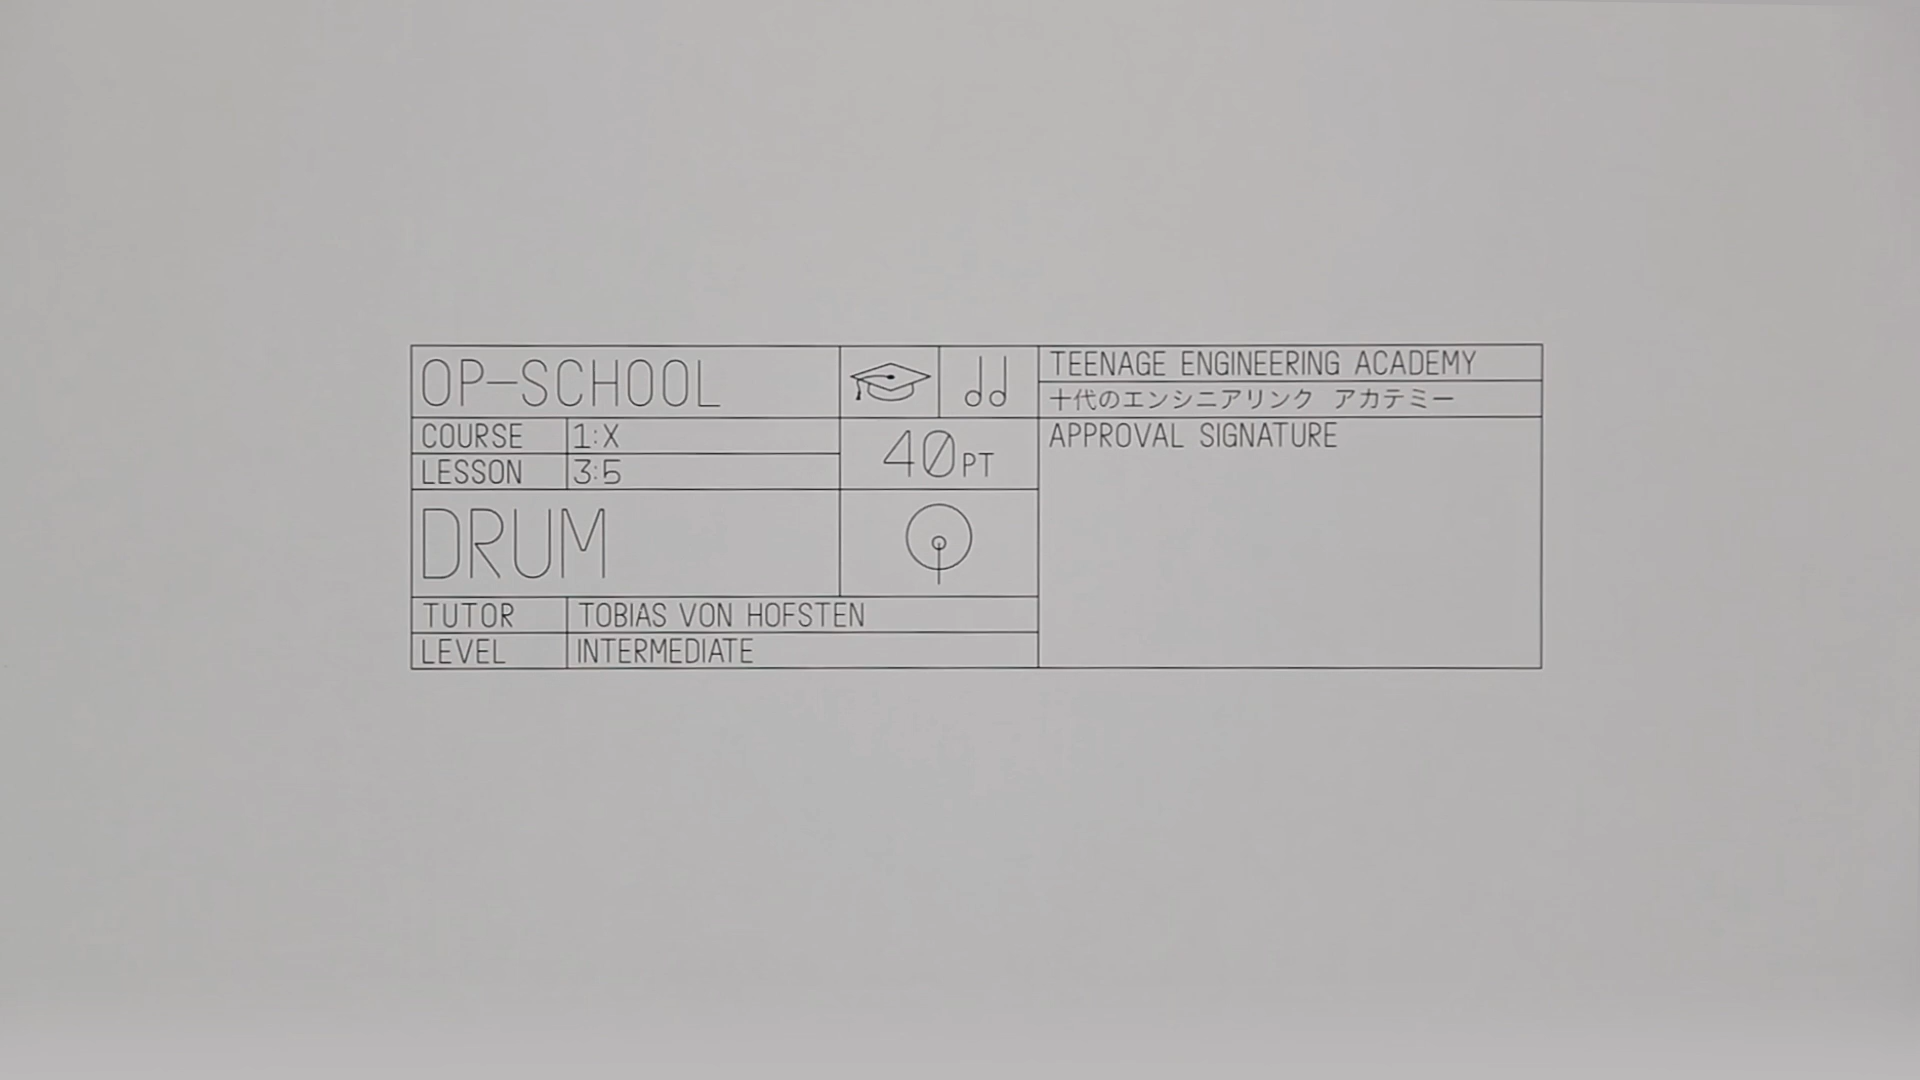 OP-SCHOOL
COURSE 1:X
LESSON 3:5
40PT
DRUM
TUTOR TOBIAS VON HOFSTEN
LEVEL INTERMEDIATE
TEENAGE ENGINEERING ACADEMY
十代のエンシニアリンク アカテミー
APPROVAL SIGNATURE